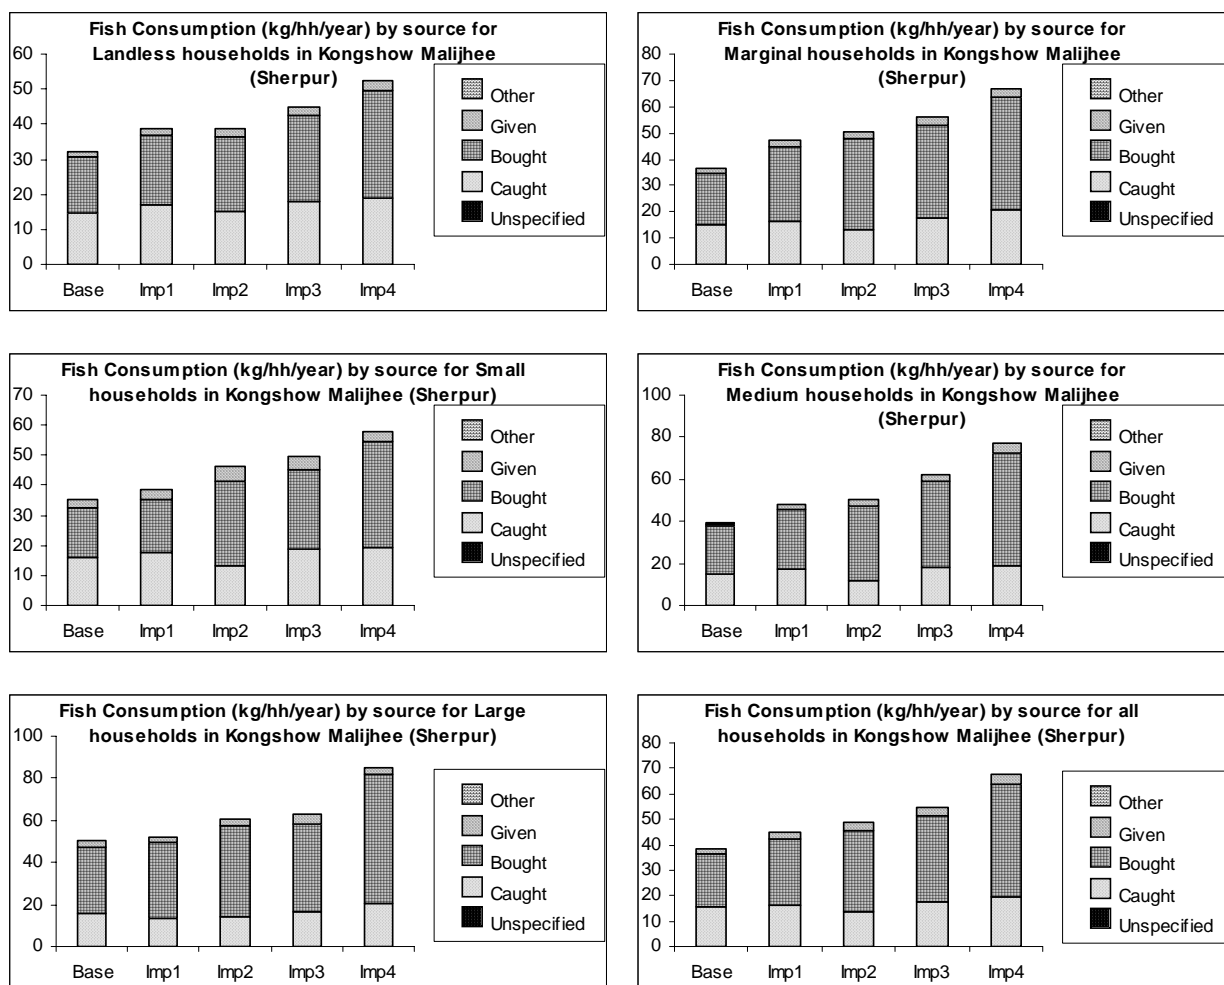 Fish Consumption (kg/hh/year) by source for
Landless households in Kongshow Malijhee
(Sherpur)
60
50
40
30
20
10
0
Base Imp1 Imp2 Imp3 Imp4
Other
Given
Bought
Caught
Unspecified
Fish Consumption (kg/hh/year) by source for
Marginal households in Kongshow Malijhee
(Sherpur)
80
70
60
50
40
30
20
10
0
Base Imp1 Imp2 Imp3 Imp4
Other
Given
Bought
Caught
Unspecified
Fish Consumption (kg/hh/year) by source for Small
households in Kongshow Malijhee (Sherpur)
70
60
50
40
30
20
10
0
Base Imp1 Imp2 Imp3 Imp4
Other
Given
Bought
Caught
Unspecified
Fish Consumption (kg/hh/year) by source for
Medium households in Kongshow Malijhee
(Sherpur)
100
80
60
40
20
0
Base Imp1 Imp2 Imp3 Imp4
Other
Given
Bought
Caught
Unspecified
Fish Consumption (kg/hh/year) by source for Large
households in Kongshow Malijhee (Sherpur)
100
80
60
40
20
0
Base Imp1 Imp2 Imp3 Imp4
Other
Given
Bought
Caught
Unspecified
Fish Consumption (kg/hh/year) by source for all
households in Kongshow Malijhee (Sherpur)
80
70
60
50
40
30
20
10
0
Base Imp1 Imp2 Imp3 Imp4
Other
Given
Bought
Caught
Unspecified